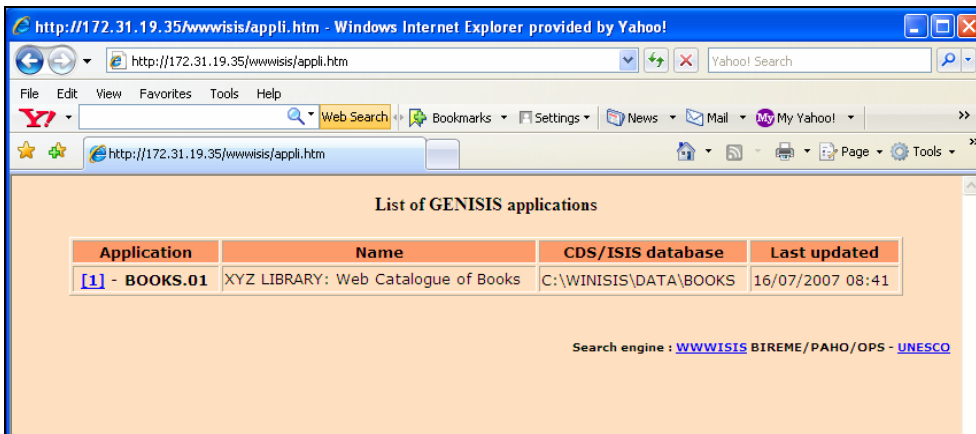 http://172.31.19.35/wwwisis/appli.htm - Windows Internet Explorer provided by Yahoo!
http://172.31.19.35/wwwisis/appli.htm Yahoo! Search
File Edit View Favorites Tools Help
Y! Web Search Bookmarks Settings News Mail My My Yahoo! »
http://172.31.19.35/wwwisis/appli.htm Page Tools »
List of GENISIS applications
Application Name CDS/ISIS database Last updated
[1] - BOOKS.01 XYZ LIBRARY: Web Catalogue of Books C:\WINISIS\DATA\BOOKS 16/07/2007 08:41
Search engine : WWWISIS BIREME/PAHO/OPS - UNESCO